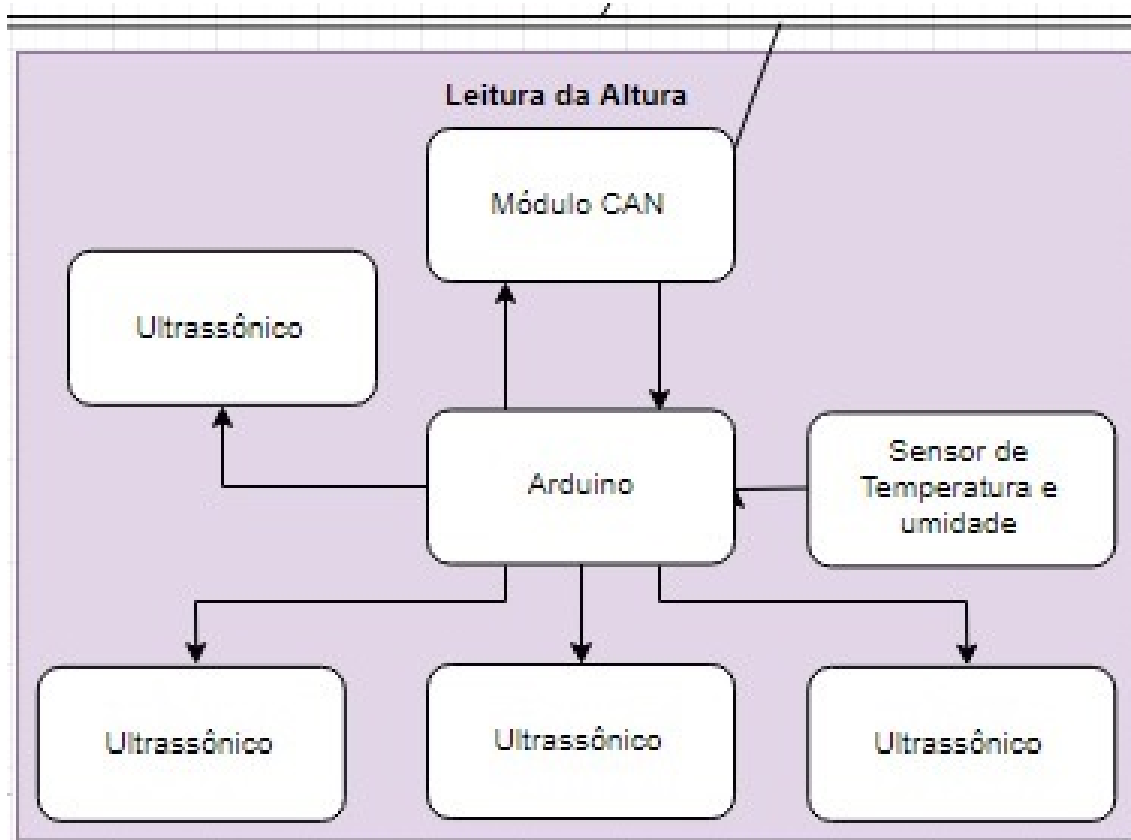 Leitura da Altura
Módulo CAN
Ultrassônico
Arduino
Sensor de
Temperatura e
umidade
Ultrassônico
Ultrassônico
Ultrassônico